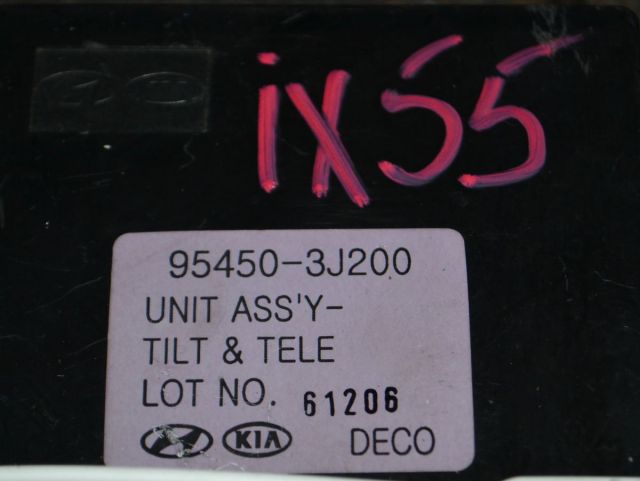 ix55
95450-3J200
UNIT ASS'Y-
TILT & TELE
LOT NO. 61206
KIA DECO